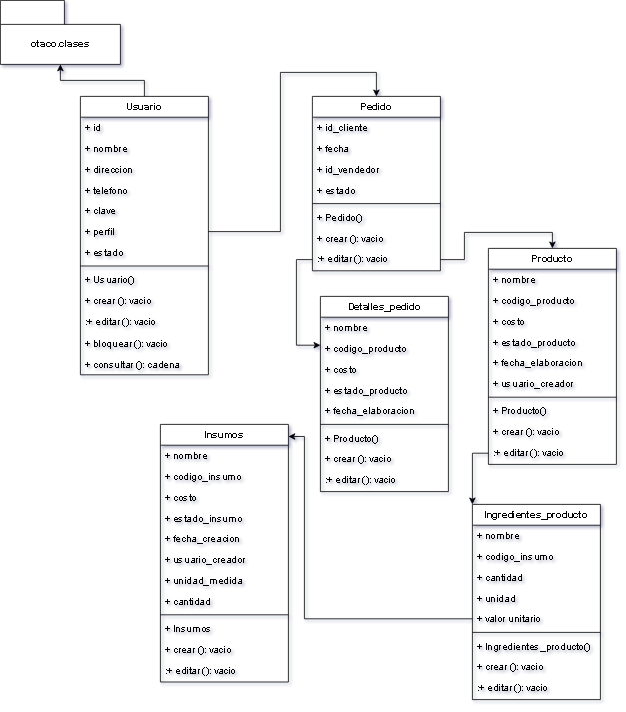 otaco.clases
Usuario
+ id
+ nombre
+ direccion
+ telefono
+ clave
+ perfil
+ estado
+ Usuario()
+ crear(): vacio
:+ editar(): vacio
+ bloquear(): vacio
+ consultar(): cadena
Pedido
+ id_cliente
+ fecha
+ id_vendedor
+ estado
+ Pedido()
+ crear(): vacio
:+ editar(): vacio
Producto
+ nombre
+ codigo_producto
+ costo
+ estado_producto
+ fecha_elaboracion
+ usuario_creador
+ Producto()
+ crear(): vacio
:+ editar(): vacio
Detalles_pedido
+ nombre
+ codigo_producto
+ costo
+ estado_producto
+ fecha_elaboracion
+ Producto()
+ crear(): vacio
:+ editar(): vacio
Insumos
+ nombre
+ codigo_insumo
+ costo
+ estado_insumo
+ fecha_creacion
+ usuario_creador
+ unidad_medida
+ cantidad
+ Insumos
+ crear(): vacio
:+ editar(): vacio
Ingredientes_producto
+ nombre
+ codigo_insumo
+ cantidad
+ unidad
+ valor unitario
+ Ingredientes_producto()
+ crear(): vacio
:+ editar(): vacio